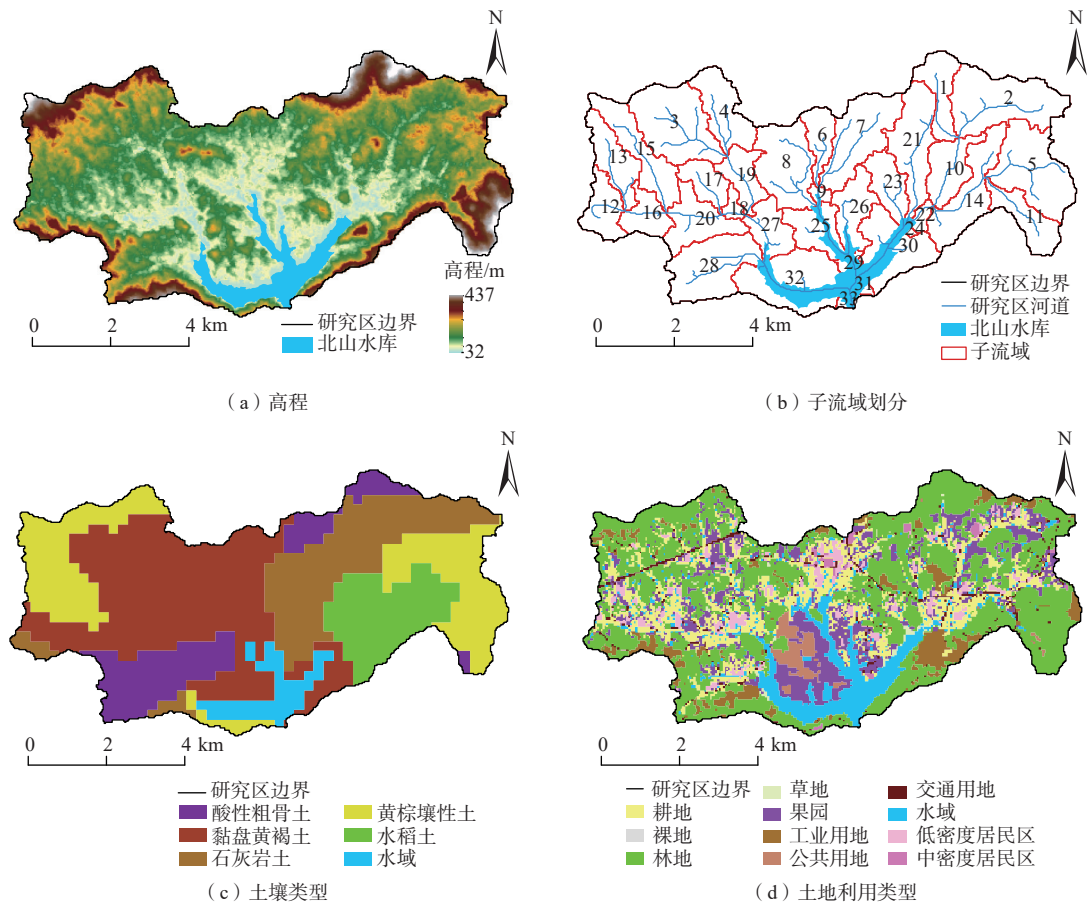 N
高程/m
437
32
0 2 4 km
研究区边界
北山水库
（a）高程
N
1
2
3
4
5
6
7
8
9
10
11
12
13
14
15
16
17
18
19
20
21
22
23
24
25
26
27
28
29
30
31
32
33
0 2 4 km
研究区边界
研究区河道
北山水库
子流域
（b）子流域划分
N
0 2 4 km
研究区边界
酸性粗骨土 黄棕壤性土
黏盘黄褐土 水稻土
石灰岩土 水域
（c）土壤类型
N
0 2 4 km
研究区边界 草地 交通用地
耕地 果园 水域
裸地 工业用地 低密度居民区
林地 公共用地 中密度居民区
（d）土地利用类型